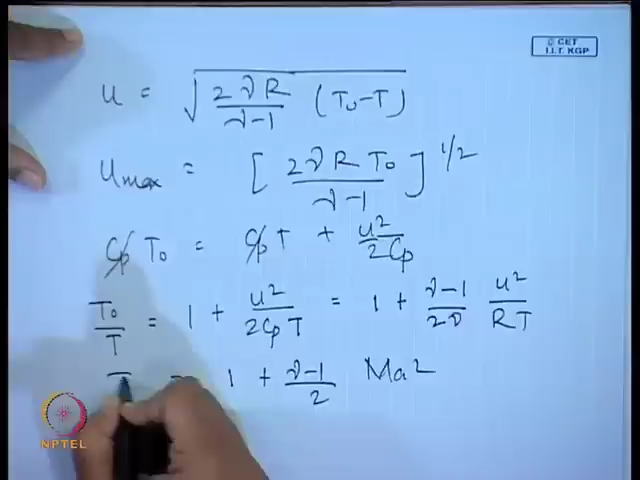 © CET
I.I.T. KGP
u = √(2γR/γ-1 (T₀-T))
Umax = [2γRT₀/γ-1]^1/2
Cp T₀ = Cp T + u²/2Cp
T₀/T = 1 + u²/2CpT = 1 + γ-1/2γ u²/RT
= 1 + γ-1/2 Ma²
NPTEL